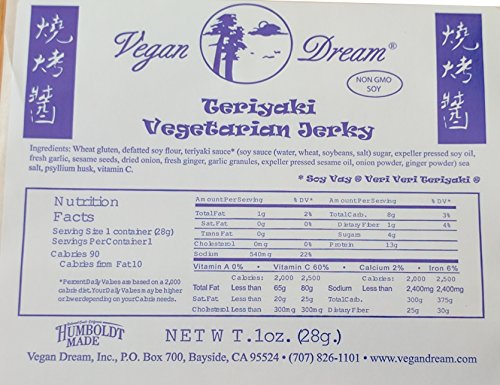 燒烤醬
Vegan Dream®
燒烤醬
NON GMO
SOY
Teriyaki
Vegetarian Jerky
Ingredients: Wheat gluten, defatted soy flour, teriyaki sauce* (soy sauce (water, wheat, soybeans, salt) sugar, expeller pressed soy oil,
fresh garlic, sesame seeds, dried onion, fresh ginger, garlic granules, expeller pressed sesame oil, onion powder, ginger powder) sea
salt, psyllium husk, vitamin C.
* Soy Vay ® Veri Veri Teriyaki ®
Nutrition
Facts
Serving Size 1 container (28g)
Servings Per Container 1
Calories 90
Calories from Fat 10
*Percent Daily Values are based on a 2,000
calorie diet. Your Daily Values may be higher
or lower depending on your Calorie needs.
Amount Per Serving % DV*
Total Fat 1g 2%
Sat. Fat 0g 0%
Trans Fat 0g
Cholesterol 0mg 0%
Sodium 540mg 22%
Amount Per Serving % DV*
Total Carb. 8g 3%
Dietary Fiber 1g 4%
Sugars 4g
Protein 13g
Vitamin A 0% • Vitamin C 60% • Calcium 2% • Iron 6%
Calories: 2,000 2,500 Calories: 2,000 2,500
Total Fat Less than 65g 80g Sodium Less than 2,400mg 2,400mg
Sat. Fat Less than 20g 25g Total Carb. 300g 375g
Cholesterol Less than 300mg 300mg Dietary Fiber 25g 30g
HUMBOLDT
MADE
NET WT. 1oz. (28g.)
Vegan Dream, Inc., P.O. Box 700, Bayside, CA 95524 • (707) 826-1101 • www.vegandream.com